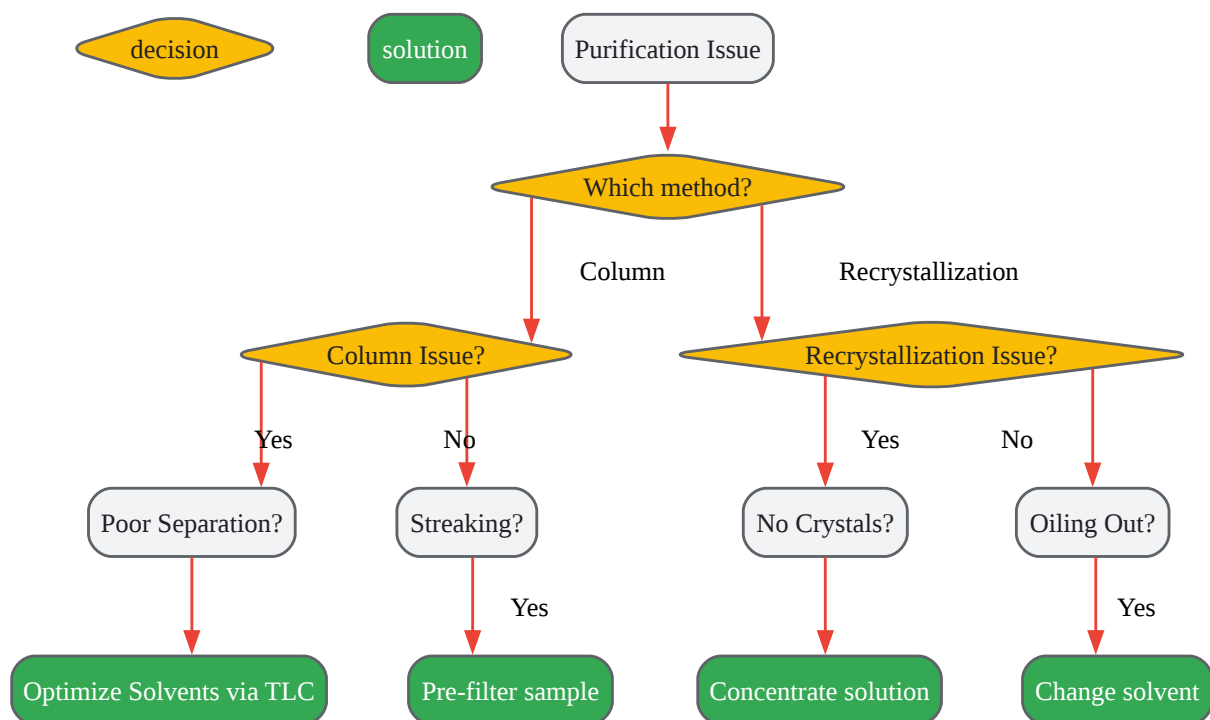 decision
solution
Purification Issue
Which method?
Column
Recrystallization
Column Issue?
Recrystallization Issue?
Yes
No
Yes
No
Poor Separation?
Streaking?
No Crystals?
Oiling Out?
Yes
Yes
Optimize Solvents via TLC
Pre-filter sample
Concentrate solution
Change solvent